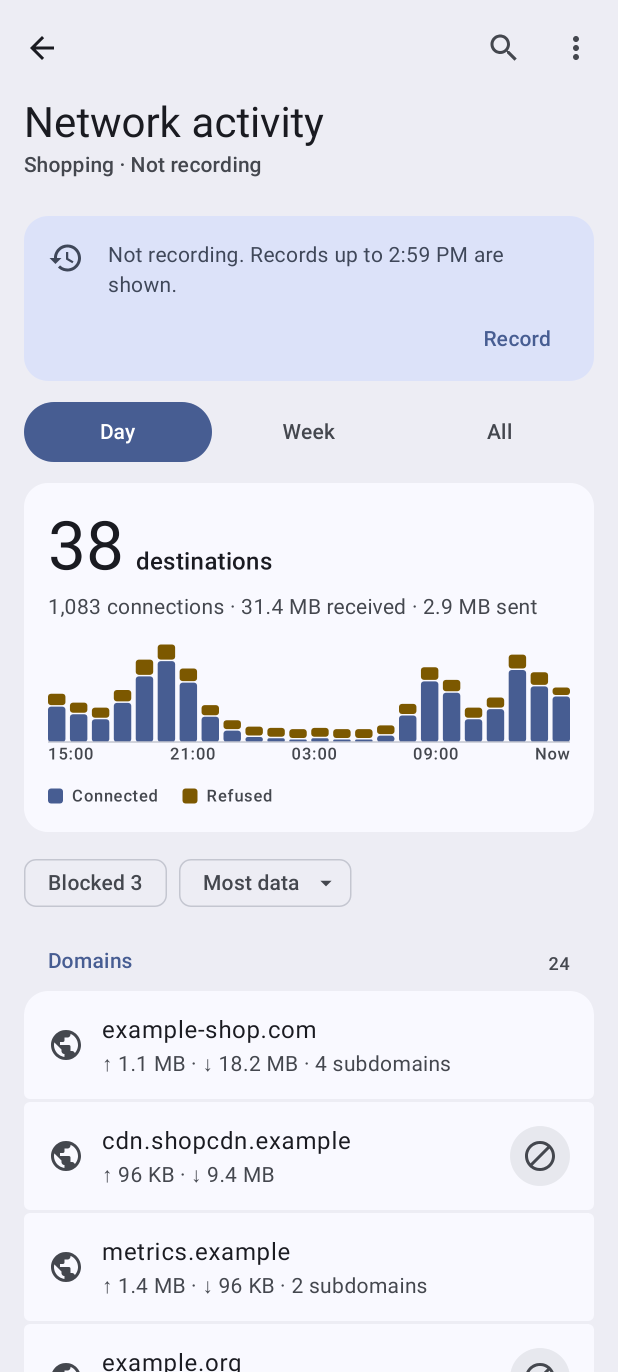 Network activity
Shopping · Not recording
Not recording. Records up to 2:59 PM are
shown.
Record
Day
Week
All
38 destinations
1,083 connections · 31.4 MB received · 2.9 MB sent
15:00
21:00
03:00
09:00
Now
Connected
Refused
Blocked 3
Most data
Domains
24
example-shop.com
↑ 1.1 MB · ↓ 18.2 MB · 4 subdomains
cdn.shopcdn.example
↑ 96 KB · ↓ 9.4 MB
metrics.example
↑ 1.4 MB · ↓ 96 KB · 2 subdomains
example.org